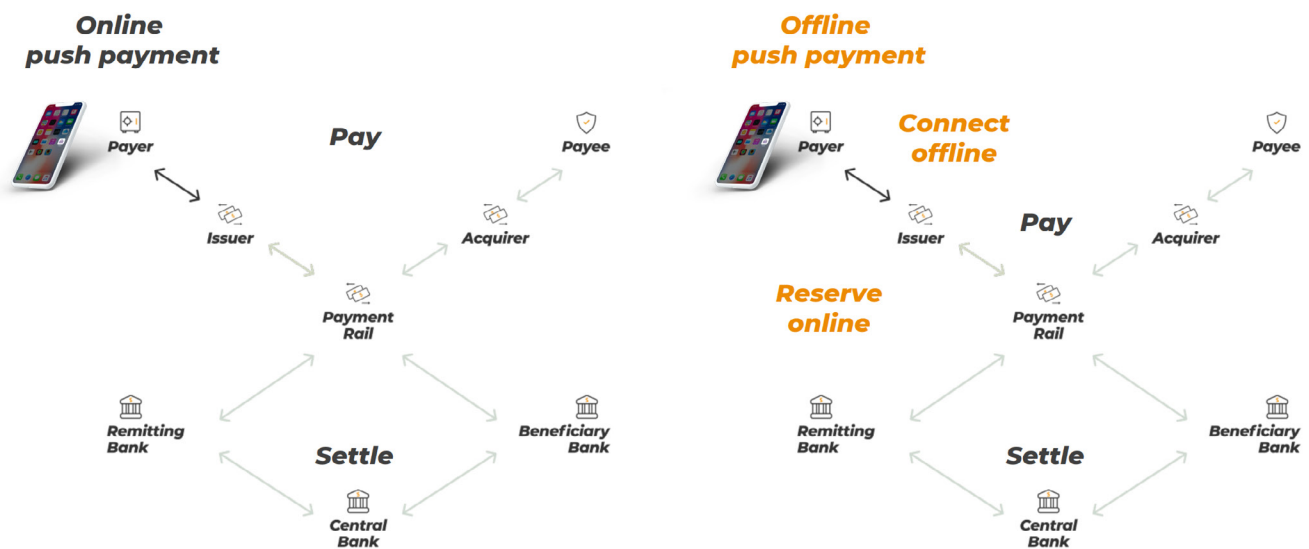 Online
push payment
Payer
Pay
Payee
Issuer
Acquirer
Payment
Rail
Remitting
Bank
Beneficiary
Bank
Settle
Central
Bank
Offline
push payment
Payer
Connect
offline
Payee
Issuer
Pay
Acquirer
Reserve
online
Payment
Rail
Remitting
Bank
Beneficiary
Bank
Settle
Central
Bank